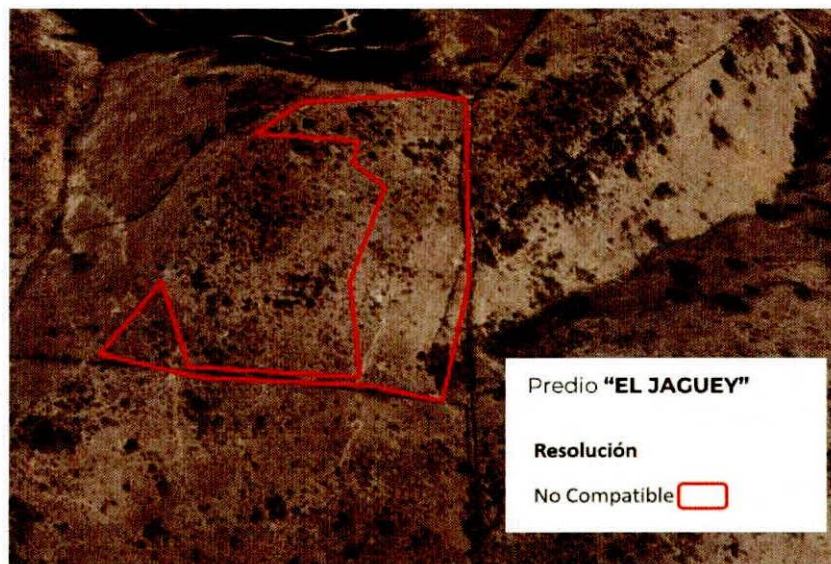 Predio “EL JAGUEY”
Resolución
No Compatible